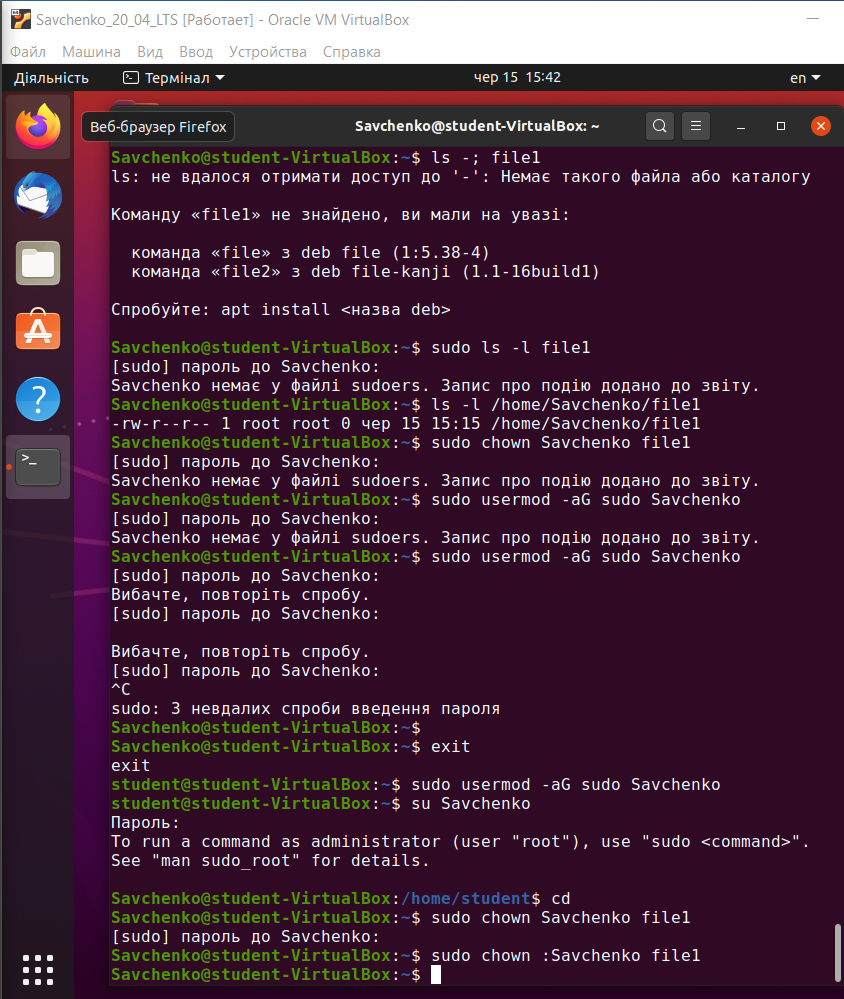 Savchenko_20_04_LTS [Работает] - Oracle VM VirtualBox
Файл Машина Вид Ввод Устройства Справка
Діяльність Термінал чер 15 15:42 en
Веб-браузер Firefox
Savchenko@student-VirtualBox: ~
Savchenko@student-VirtualBox:~$ ls -; file1
ls: не вдалося отримати доступ до '-': Немає такого файла або каталогу
Команду «file1» не знайдено, ви мали на увазі:
команда «file» з deb file (1:5.38-4)
команда «file2» з deb file-kanji (1.1-16build1)
Спробуйте: apt install <назва deb>
Savchenko@student-VirtualBox:~$ sudo ls -l file1
[sudo] пароль до Savchenko:
Savchenko немає у файлі sudoers. Запис про подію додано до звіту.
Savchenko@student-VirtualBox:~$ ls -l /home/Savchenko/file1
-rw-r--r-- 1 root root 0 чер 15 15:15 /home/Savchenko/file1
Savchenko@student-VirtualBox:~$ sudo chown Savchenko file1
[sudo] пароль до Savchenko:
Savchenko немає у файлі sudoers. Запис про подію додано до звіту.
Savchenko@student-VirtualBox:~$ sudo usermod -aG sudo Savchenko
[sudo] пароль до Savchenko:
Savchenko немає у файлі sudoers. Запис про подію додано до звіту.
Savchenko@student-VirtualBox:~$ sudo usermod -aG sudo Savchenko
[sudo] пароль до Savchenko:
Вибачте, повторіть спробу.
[sudo] пароль до Savchenko:
Вибачте, повторіть спробу.
[sudo] пароль до Savchenko:
^C
sudo: 3 невдалих спроби введення пароля
Savchenko@student-VirtualBox:~$
Savchenko@student-VirtualBox:~$ exit
exit
student@student-VirtualBox:~$ sudo usermod -aG sudo Savchenko
student@student-VirtualBox:~$ su Savchenko
Пароль:
To run a command as administrator (user "root"), use "sudo <command>".
See "man sudo_root" for details.
Savchenko@student-VirtualBox:/home/student$ cd
Savchenko@student-VirtualBox:~$ sudo chown Savchenko file1
[sudo] пароль до Savchenko:
Savchenko@student-VirtualBox:~$ sudo chown :Savchenko file1
Savchenko@student-VirtualBox:~$